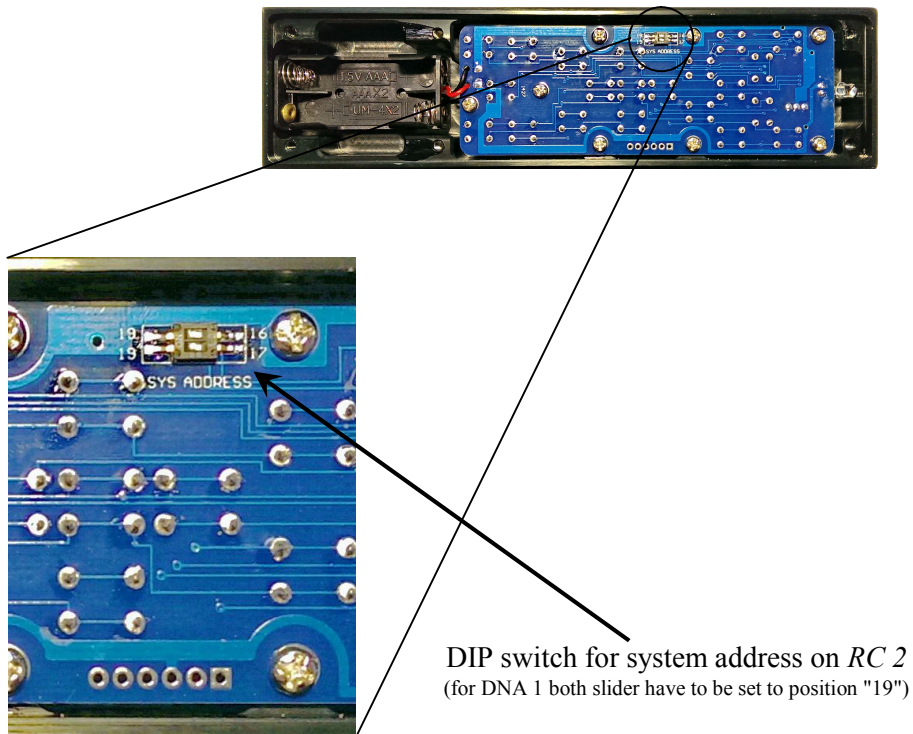 SYS ADDRESS
1.5V AAA
AAAX2
UM-4X2
19 16
19 17
SYS ADDRESS
DIP switch for system address on RC 2
(for DNA 1 both slider have to be set to position "19")